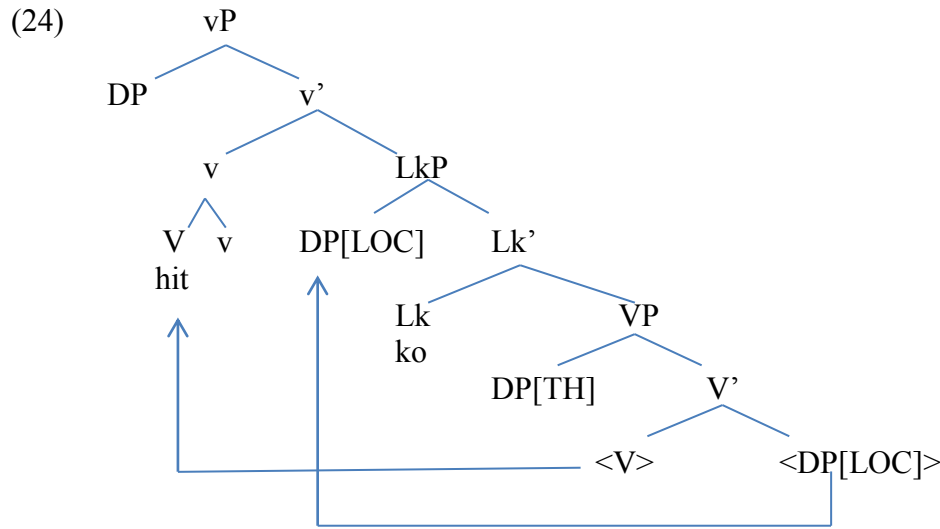 (24) vP
DP v’
v LkP
V v DP[LOC] Lk’
hit
Lk VP
ko
DP[TH] V’
<V> <DP[LOC]>